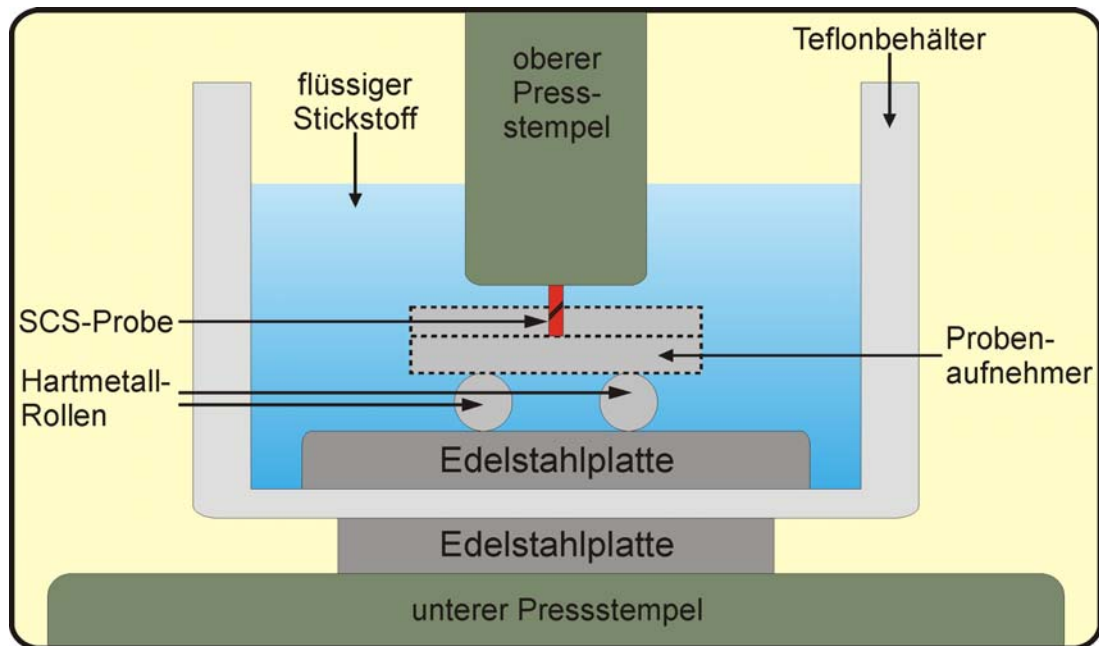 Teflonbehälter
oberer
Press-
stempel
flüssiger
Stickstoff
SCS-Probe
Proben-
aufnehmer
Hartmetall-
Rollen
Edelstahlplatte
Edelstahlplatte
unterer Pressstempel